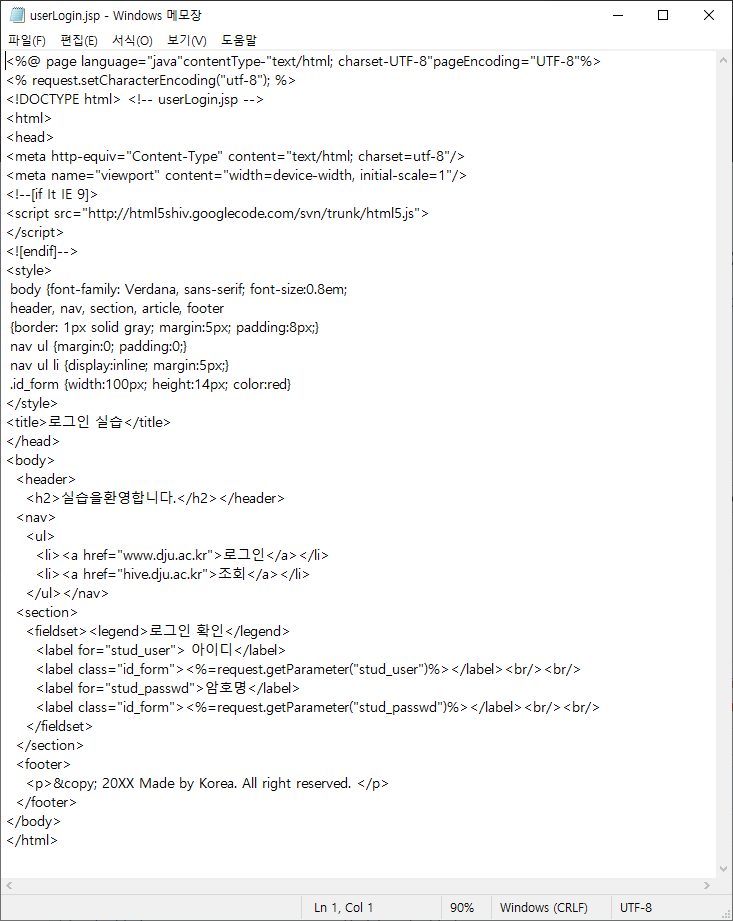 userLogin.jsp - Windows 메모장
파일(F) 편집(E) 서식(O) 보기(V) 도움말
<%@ page language="java"contentType-"text/html; charset-UTF-8"pageEncoding="UTF-8"%>
<% request.setCharacterEncoding("utf-8"); %>
<!DOCTYPE html> <!-- userLogin.jsp -->
<html>
<head>
<meta http-equiv="Content-Type" content="text/html; charset=utf-8"/>
<meta name="viewport" content="width=device-width, initial-scale=1"/>
<!--[if lt IE 9]>
<script src="http://html5shiv.googlecode.com/svn/trunk/html5.js">
</script>
<![endif]-->
<style>
 body {font-family: Verdana, sans-serif; font-size:0.8em;
 header, nav, section, article, footer
 {border: 1px solid gray; margin:5px; padding:8px;}
 nav ul {margin:0; padding:0;}
 nav ul li {display:inline; margin:5px;}
 .id_form {width:100px; height:14px; color:red}
</style>
<title>로그인 실습</title>
</head>
<body>
  <header>
    <h2>실습을환영합니다.</h2></header>
  <nav>
    <ul>
      <li><a href="www.dju.ac.kr">로그인</a></li>
      <li><a href="hive.dju.ac.kr">조회</a></li>
    </ul></nav>
  <section>
    <fieldset><legend>로그인 확인</legend>
      <label for="stud_user"> 아이디</label>
      <label class="id_form"><%=request.getParameter("stud_user")%></label><br/><br/>
      <label for="stud_passwd">암호명</label>
      <label class="id_form"><%=request.getParameter("stud_passwd")%></label><br/><br/>
    </fieldset>
  </section>
  <footer>
    <p>&copy; 20XX Made by Korea. All right reserved. </p>
  </footer>
</body>
</html>
Ln 1, Col 1 90% Windows (CRLF) UTF-8